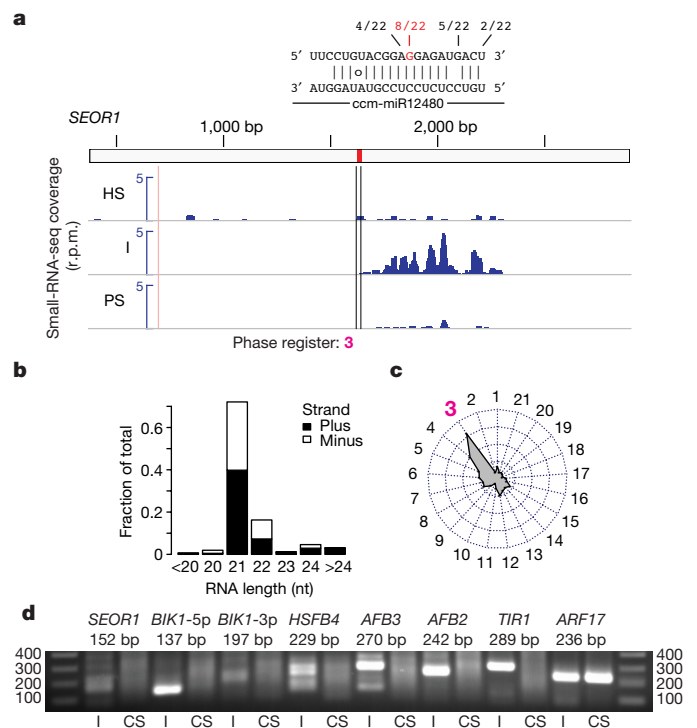 a
4/22 8/22 5/22 2/22
5′ UUCCUGUACGGAGGAGAUGACU 3′
3′ AUGGAUAUGCCUCCUCUCCUGU 5′
ccm-miR12480
SEOR1
1,000 bp 2,000 bp
Small-RNA-seq coverage
(r.p.m.)
HS 5
I 5
PS 5
Phase register: 3
b
Fraction of total
0.6
0.4
0.2
0
Strand
Plus
Minus
<20 20 21 22 23 24 >24
RNA length (nt)
c
1 21 20 19 18 17 16 15 14 13 12 11 10 9 8 7 6 5 4 3 2
d
SEOR1 BIK1-5p BIK1-3p HSFB4 AFB3 AFB2 TIR1 ARF17
152 bp 137 bp 197 bp 229 bp 270 bp 242 bp 289 bp 236 bp
400 400
300 300
200 200
100 100
I CS I CS I CS I CS I CS I CS I CS I CS